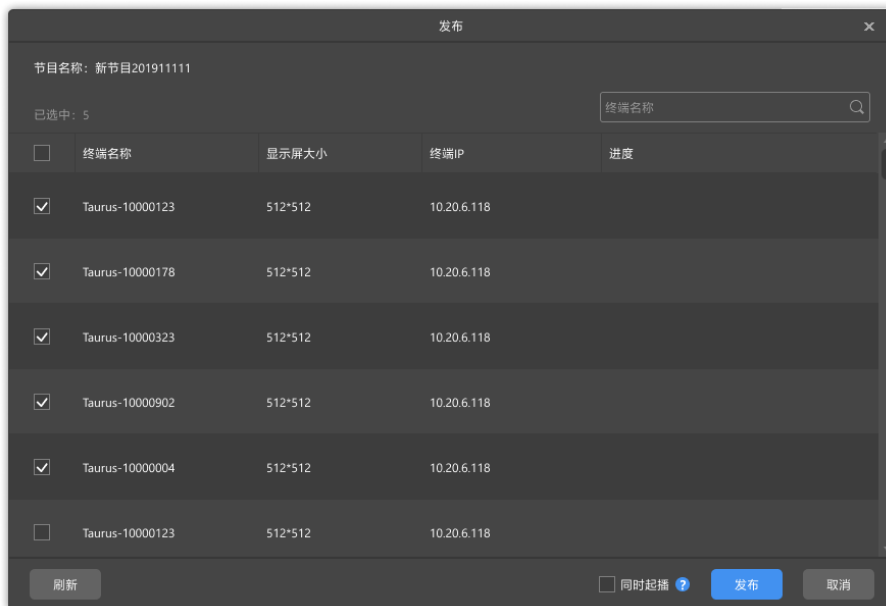 发布
节目名称：新节目201911111
已选中：5
终端名称
终端名称 显示屏大小 终端IP 进度
Taurus-10000123 512*512 10.20.6.118
Taurus-10000178 512*512 10.20.6.118
Taurus-10000323 512*512 10.20.6.118
Taurus-10000902 512*512 10.20.6.118
Taurus-10000004 512*512 10.20.6.118
Taurus-10000123 512*512 10.20.6.118
刷新 同时起播 ? 发布 取消